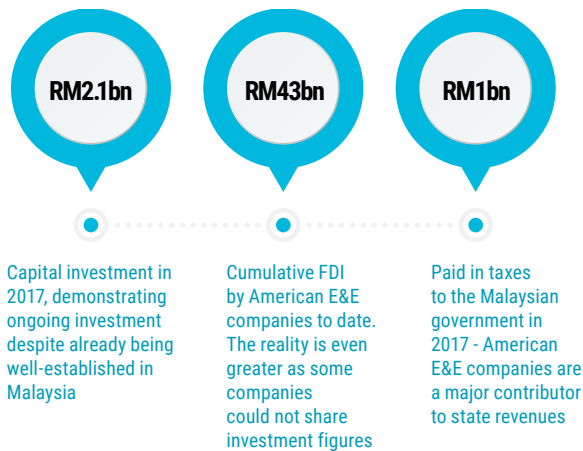 RM2.1bn
RM43bn
RM1bn
Capital investment in
2017, demonstrating
ongoing investment
despite already being
well-established in
Malaysia
Cumulative FDI
by American E&E
companies to date.
The reality is even
greater as some
companies
could not share
investment figures
Paid in taxes
to the Malaysian
government in
2017 - American
E&E companies are
a major contributor
to state revenues